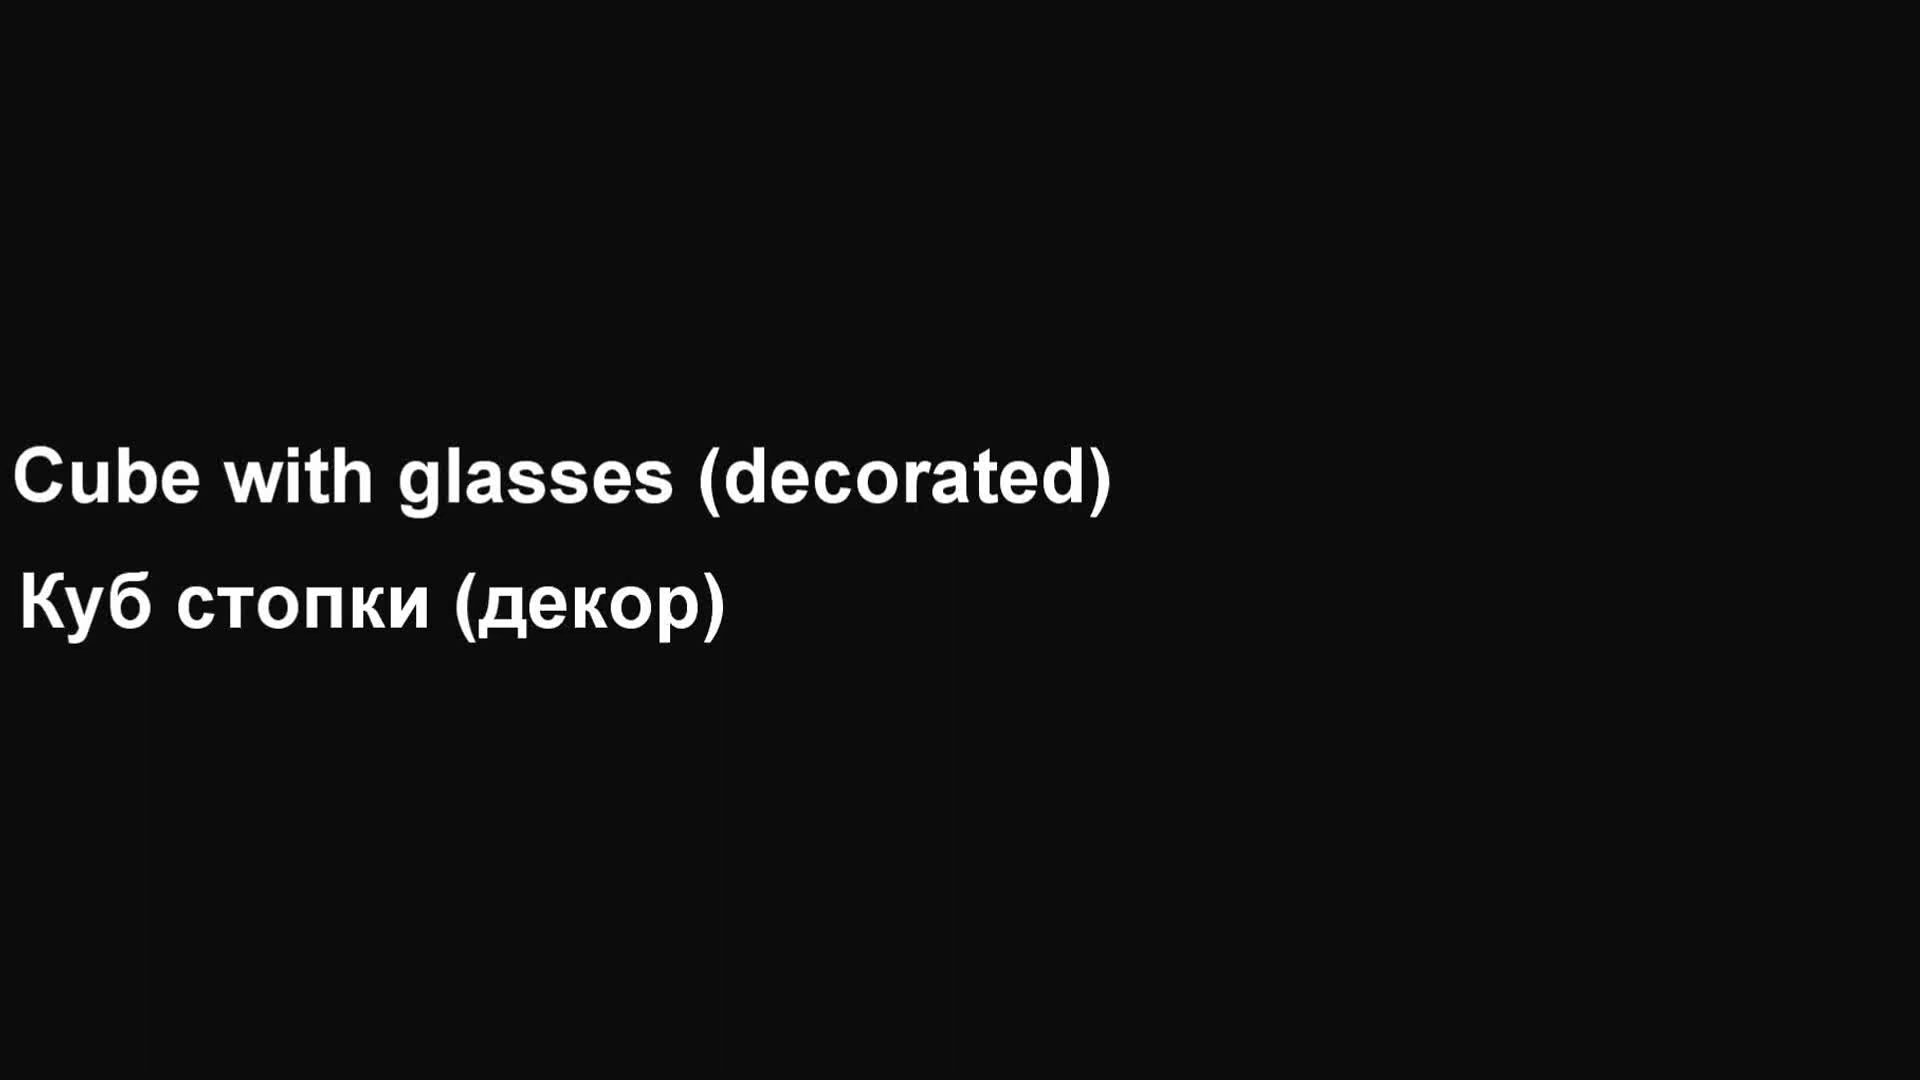 Cube with glasses (decorated)
Куб стопки (декор)